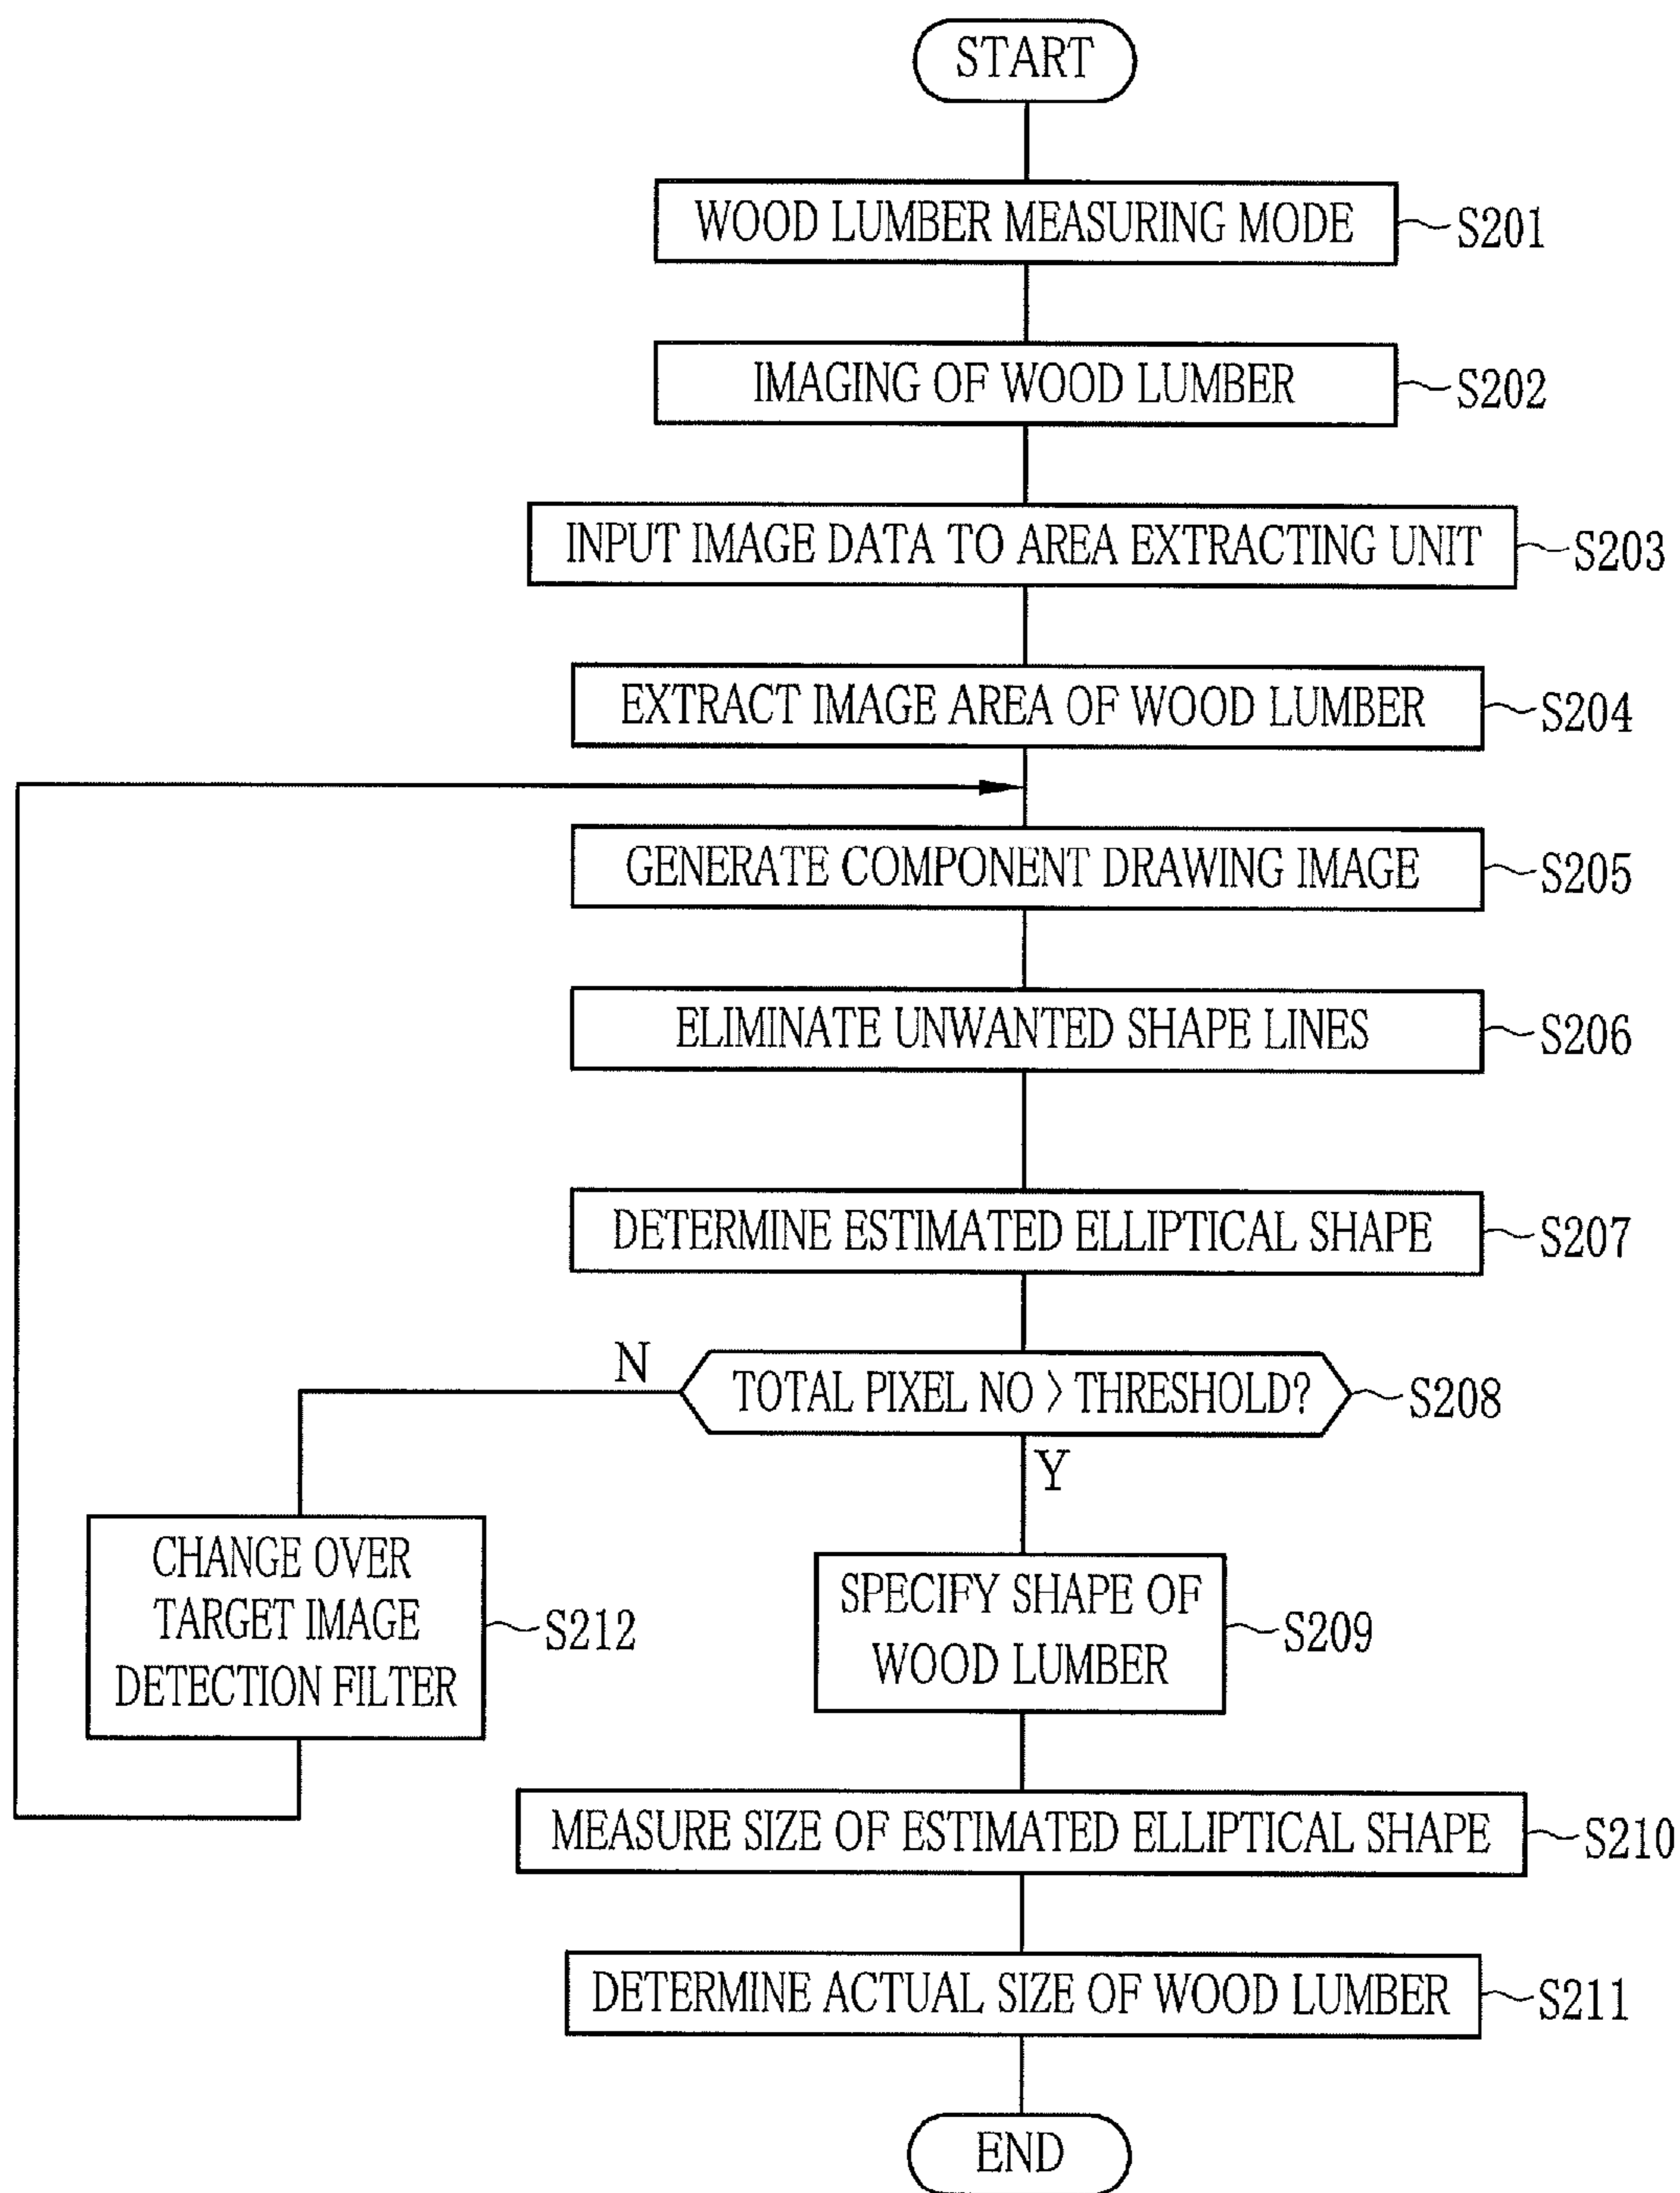 START
WOOD LUMBER MEASURING MODE
S201
IMAGING OF WOOD LUMBER
S202
INPUT IMAGE DATA TO AREA EXTRACTING UNIT
S203
EXTRACT IMAGE AREA OF WOOD LUMBER
S204
GENERATE COMPONENT DRAWING IMAGE
S205
ELIMINATE UNWANTED SHAPE LINES
S206
DETERMINE ESTIMATED ELLIPTICAL SHAPE
S207
N
TOTAL PIXEL NO > THRESHOLD?
S208
Y
CHANGE OVER
TARGET IMAGE
DETECTION FILTER
S212
SPECIFY SHAPE OF
WOOD LUMBER
S209
MEASURE SIZE OF ESTIMATED ELLIPTICAL SHAPE
S210
DETERMINE ACTUAL SIZE OF WOOD LUMBER
S211
END